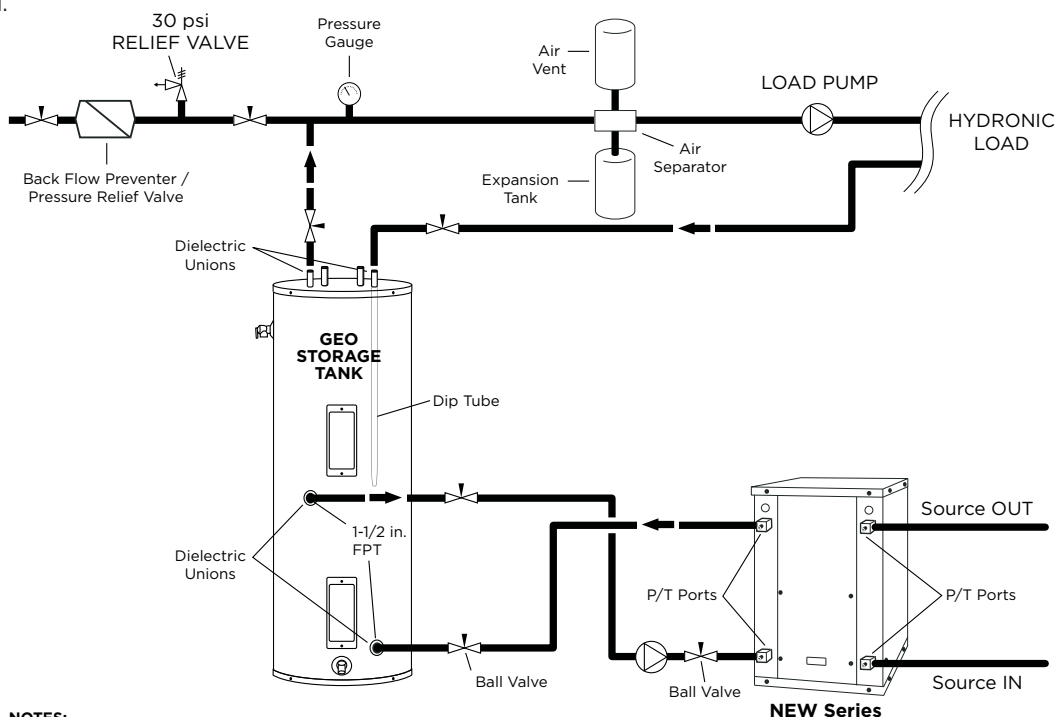 30 psi
RELIEF VALVE
Pressure
Gauge
Air
Vent
LOAD PUMP
HYDRONIC
LOAD
Air
Separator
Back Flow Preventer /
Pressure Relief Valve
Expansion
Tank
Dielectric
Unions
GEO
STORAGE
TANK
Dip Tube
Source OUT
1-1/2 in.
FPT
Dielectric
Unions
P/T Ports
P/T Ports
Ball Valve
Ball Valve
Source IN
NEW Series
NOTES: